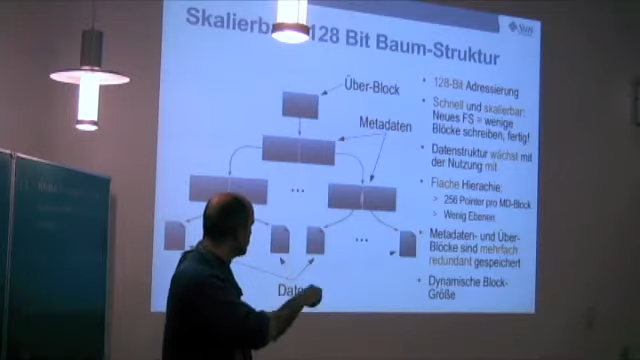 128 Bit Baum-Struktur
Sun
Über-Block
Metadaten
128-Bit Adressierung
Schnell und skalierbar:
Neues FS = wenige
Blöcke schreiben, fertig!
Datenstruktur wächst mit
der Nutzung mit
Flache Hierachie:
> 256 Pointer pro MD-Block
> Wenig Ebenen
Metadaten- und Über-
Blöcke sind mehrfach
redundant gespeichert
Dynamische Block-
Größe